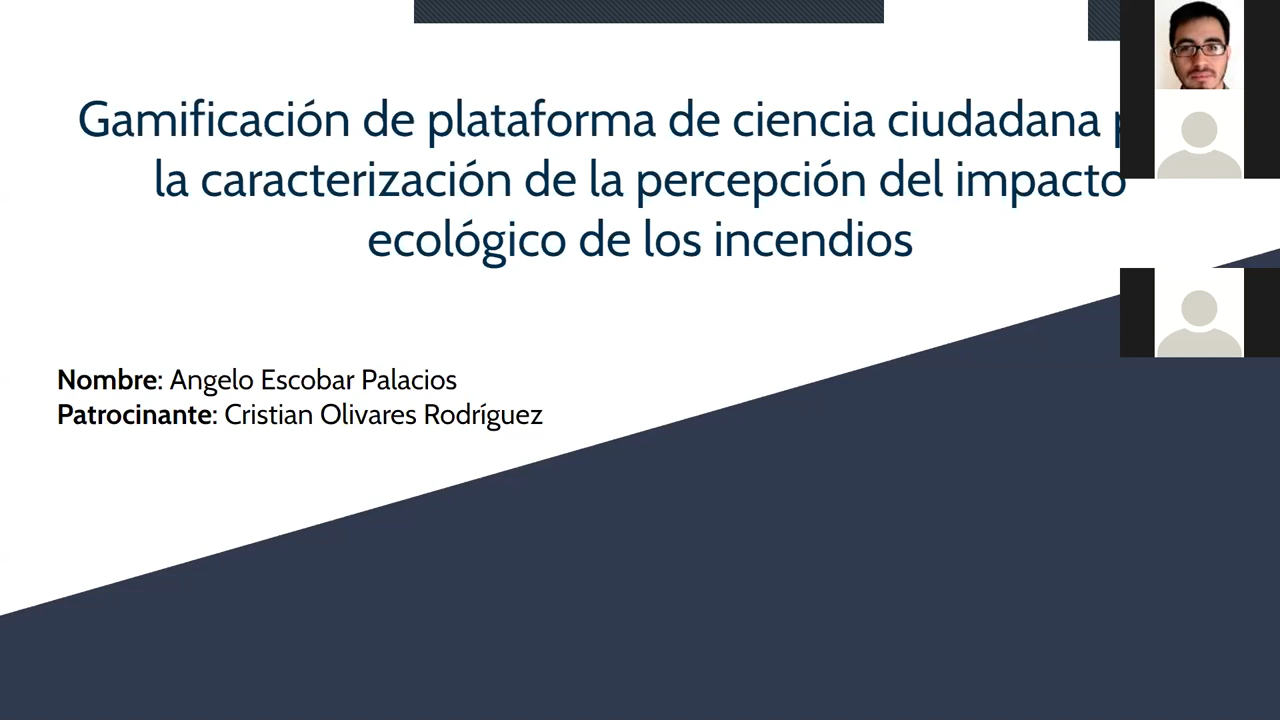 Gamificación de plataforma de ciencia ciudadana
la caracterización de la percepción del impacto
ecológico de los incendios
Nombre: Angelo Escobar Palacios
Patrocinante: Cristian Olivares Rodríguez